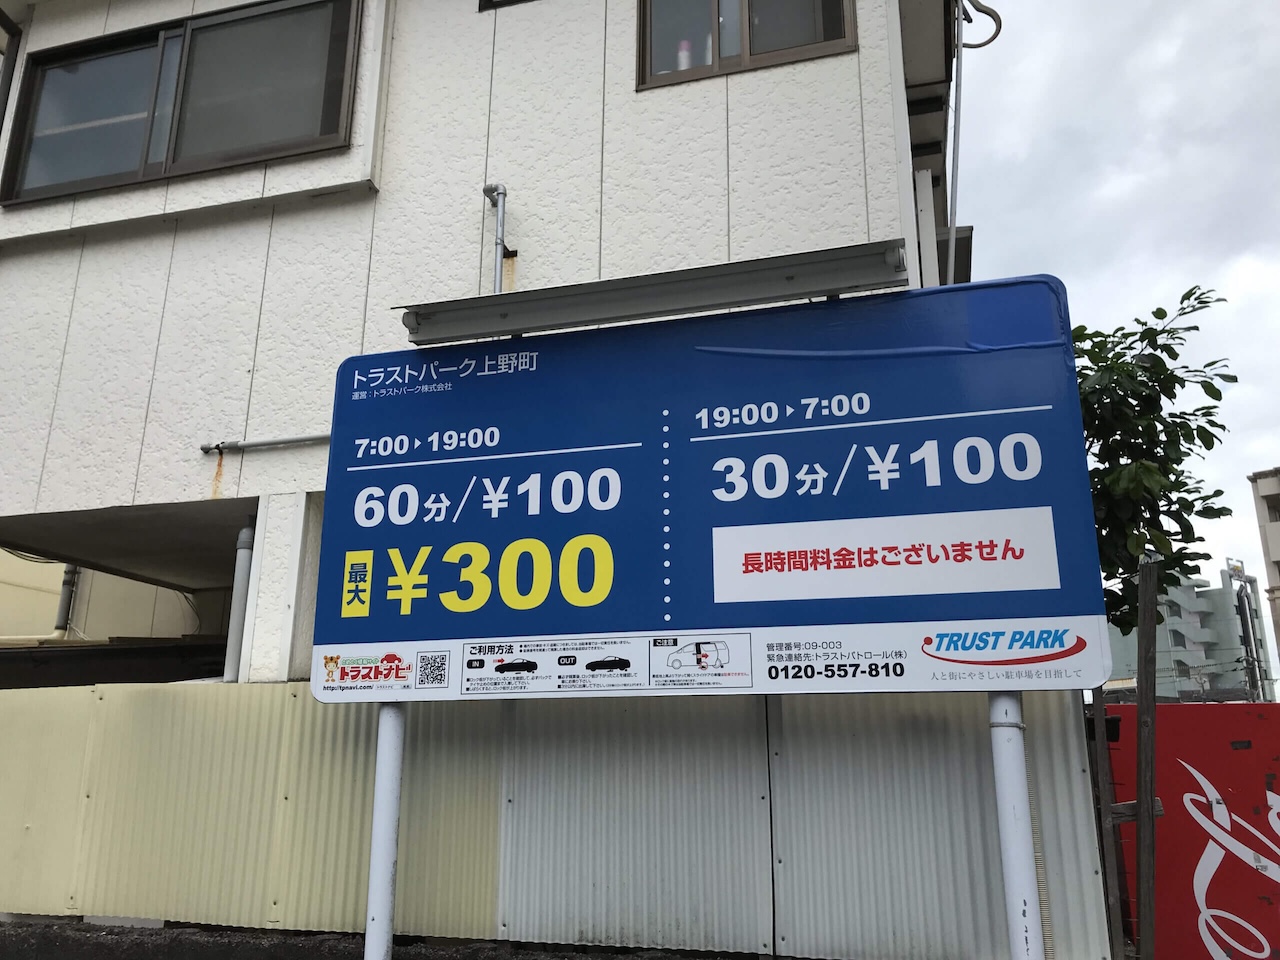 トラストパーク上野町
運営：トラストパーク株式会社
7:00▶19:00
60分/¥100
最大 ¥300
19:00▶7:00
30分/¥100
長時間料金はございません
トラストナビ
http://tpnavi.com/
ご利用方法
IN
OUT
ご注意
管理番号:09-003
緊急連絡先:トラストパトロール(株)
0120-557-810
TRUST PARK
人と街にやさしい駐車場を目指して